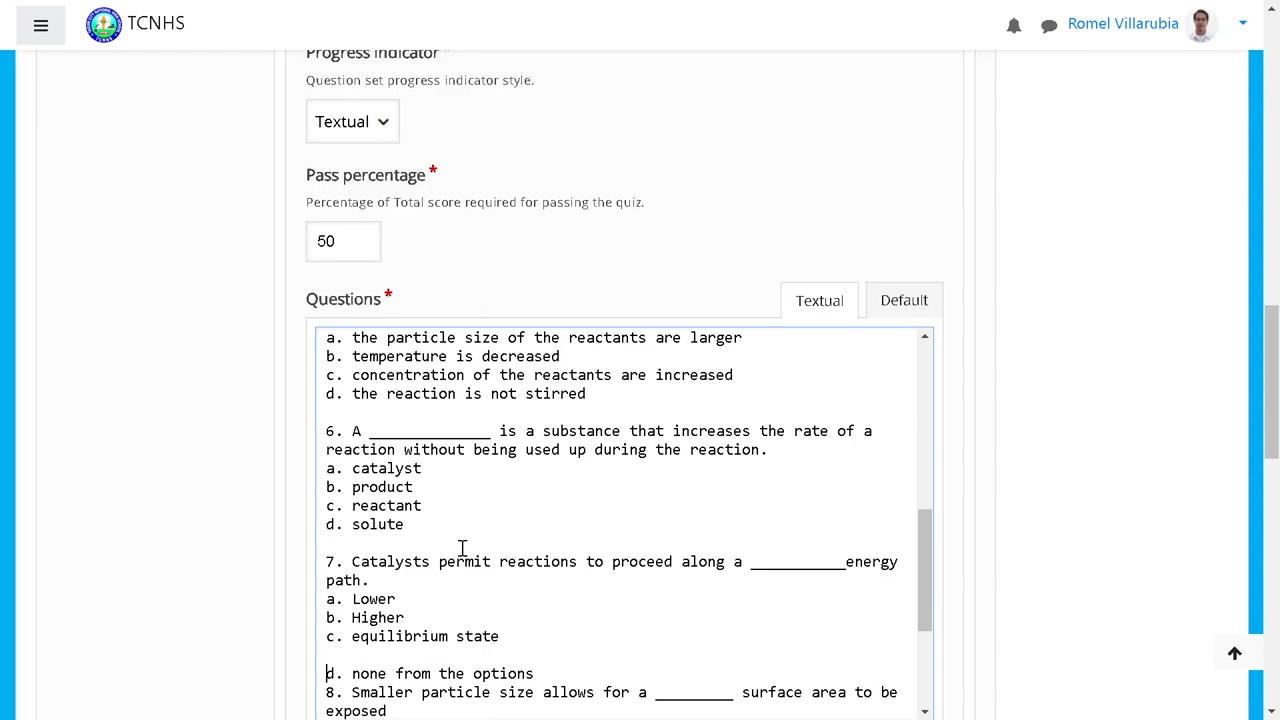 TCNHS
Romel Villarubia
Progress indicator
Question set progress indicator style.
Textual
Pass percentage *
Percentage of Total score required for passing the quiz.
50
Questions *
Textual
Default
a. the particle size of the reactants are larger
b. temperature is decreased
c. concentration of the reactants are increased
d. the reaction is not stirred
6. A ______________ is a substance that increases the rate of a
reaction without being used up during the reaction.
a. catalyst
b. product
c. reactant
d. solute
7. Catalysts permit reactions to proceed along a ___________energy
path.
a. Lower
b. Higher
c. equilibrium state
d. none from the options
8. Smaller particle size allows for a _________ surface area to be
exposed